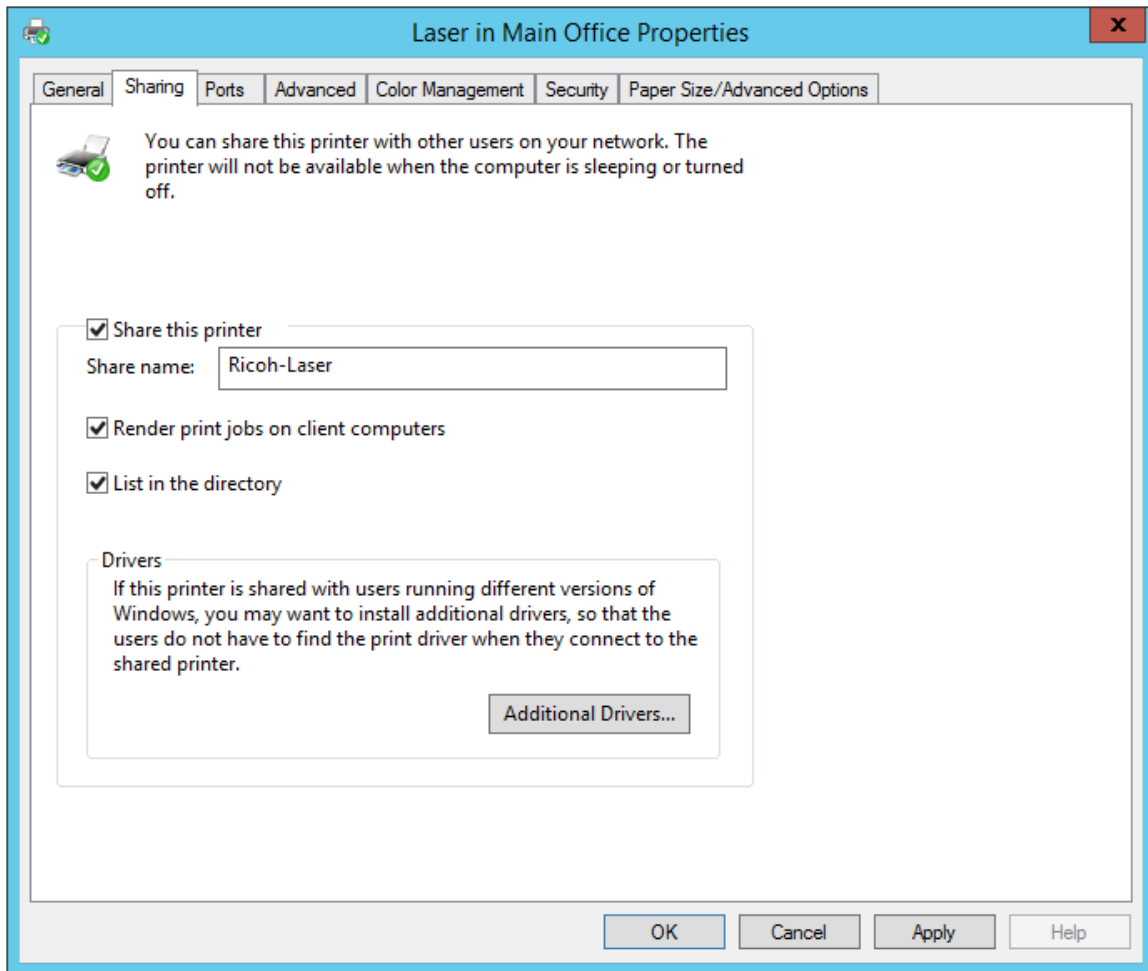 Laser in Main Office Properties
x
General Sharing Ports Advanced Color Management Security Paper Size/Advanced Options
You can share this printer with other users on your network. The
printer will not be available when the computer is sleeping or turned
off.
Share this printer
Share name: Ricoh-Laser
Render print jobs on client computers
List in the directory
Drivers
If this printer is shared with users running different versions of
Windows, you may want to install additional drivers, so that the
users do not have to find the print driver when they connect to the
shared printer.
Additional Drivers...
OK Cancel Apply Help